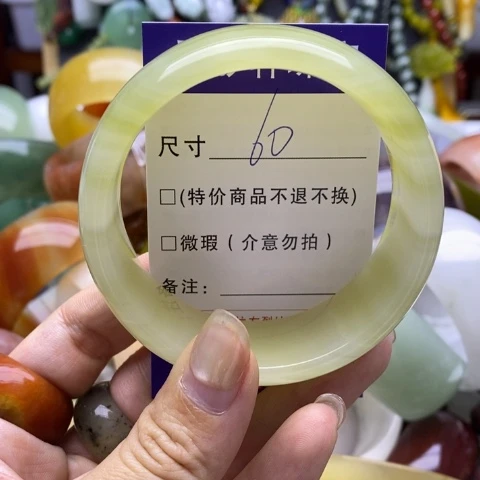 尺寸 60
□(特价商品不退不换)
□微瑕(介意勿拍)
备注: